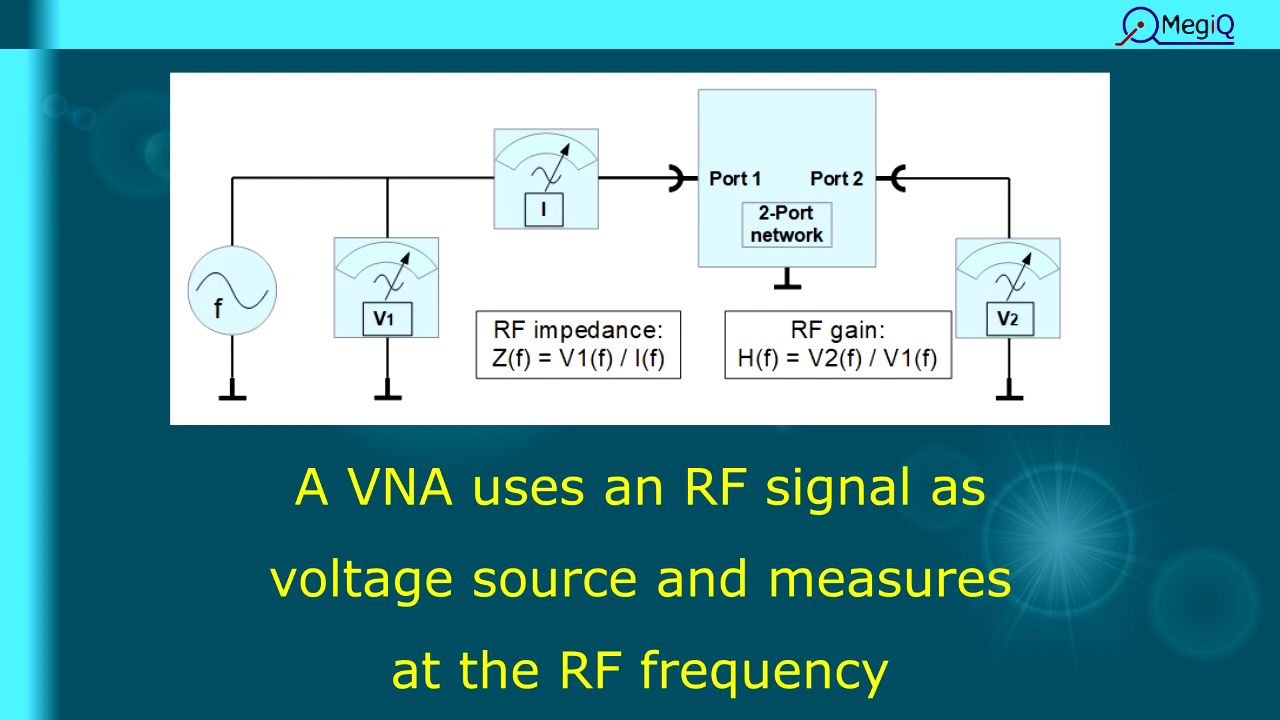 MegiQ
I
Port 1
Port 2
2-Port
network
f
V1
V2
RF impedance:
Z(f) = V1(f) / I(f)
RF gain:
H(f) = V2(f) / V1(f)
A VNA uses an RF signal as
voltage source and measures
at the RF frequency